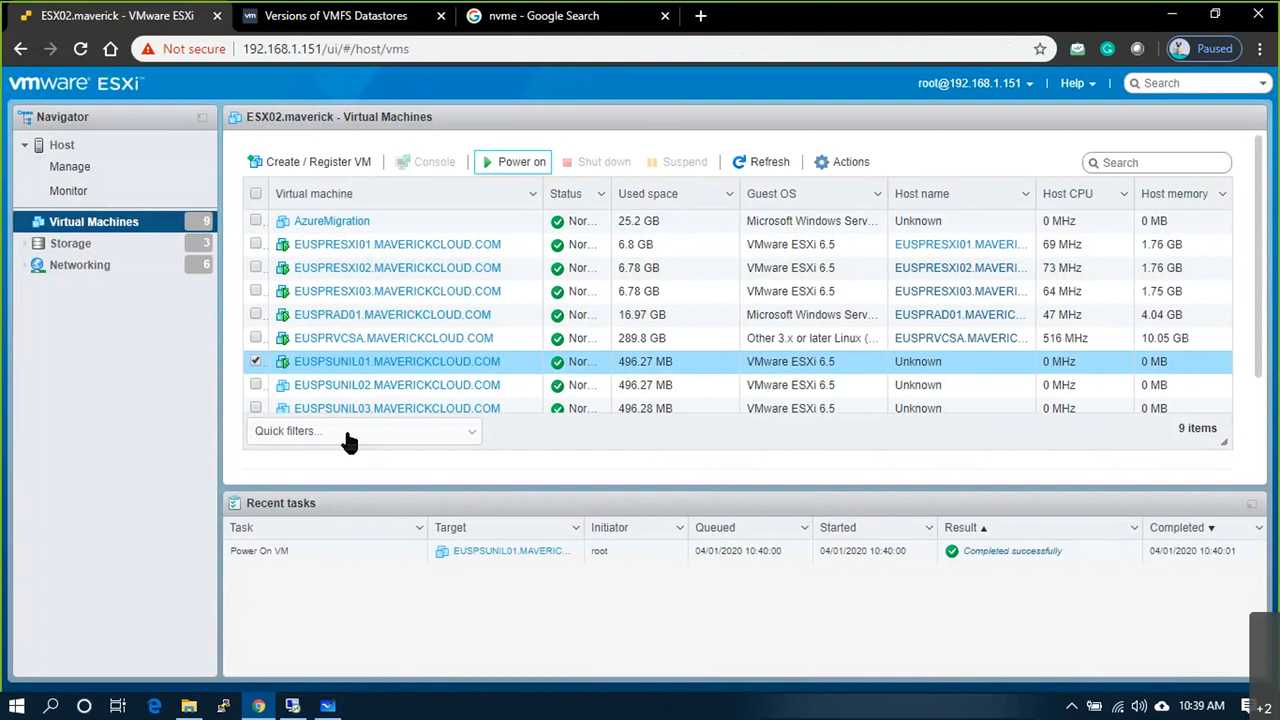 ESX02.maverick - VMware ESXi
Versions of VMFS Datastores
nvme - Google Search
Not secure
192.168.1.151/ui/#/host/vms
Paused
vmware ESXi
root@192.168.1.151
Help
Search
Navigator
Host
Manage
Monitor
Virtual Machines 9
Storage 3
Networking 6
ESX02.maverick - Virtual Machines
Create / Register VM | Console | Power on Shut down Suspend | Refresh | Actions
Search
Virtual machine Status Used space Guest OS Host name Host CPU Host memory
AzureMigration Nor... 25.2 GB Microsoft Windows Serv... Unknown 0 MHz 0 MB
EUSPRESXI01.MAVERICKCLOUD.COM Nor... 6.8 GB VMware ESXi 6.5 EUSPRESXI01.MAVERI... 69 MHz 1.76 GB
EUSPRESXI02.MAVERICKCLOUD.COM Nor... 6.78 GB VMware ESXi 6.5 EUSPRESXI02.MAVERI... 73 MHz 1.76 GB
EUSPRESXI03.MAVERICKCLOUD.COM Nor... 6.78 GB VMware ESXi 6.5 EUSPRESXI03.MAVERI... 64 MHz 1.75 GB
EUSPRAD01.MAVERICKCLOUD.COM Nor... 16.97 GB Microsoft Windows Serv... EUSPRAD01.MAVERIC... 47 MHz 4.04 GB
EUSPRVCSA.MAVERICKCLOUD.COM Nor... 289.8 GB Other 3.x or later Linux (... EUSPRVCSA.MAVERIC... 516 MHz 10.05 GB
EUSPSUNIL01.MAVERICKCLOUD.COM Nor... 496.27 MB VMware ESXi 6.5 Unknown 0 MHz 0 MB
EUSPSUNIL02.MAVERICKCLOUD.COM Nor... 496.27 MB VMware ESXi 6.5 Unknown 0 MHz 0 MB
EUSPSUNIL03.MAVERICKCLOUD.COM Nor... 496.28 MB VMware ESXi 6.5 Unknown 0 MHz 0 MB
Quick filters...
9 items
Recent tasks
Task Target Initiator Queued Started Result Completed
Power On VM EUSPSUNIL01.MAVERIC... root 04/01/2020 10:40:00 04/01/2020 10:40:00 Completed successfully 04/01/2020 10:40:01
10:39 AM
+2